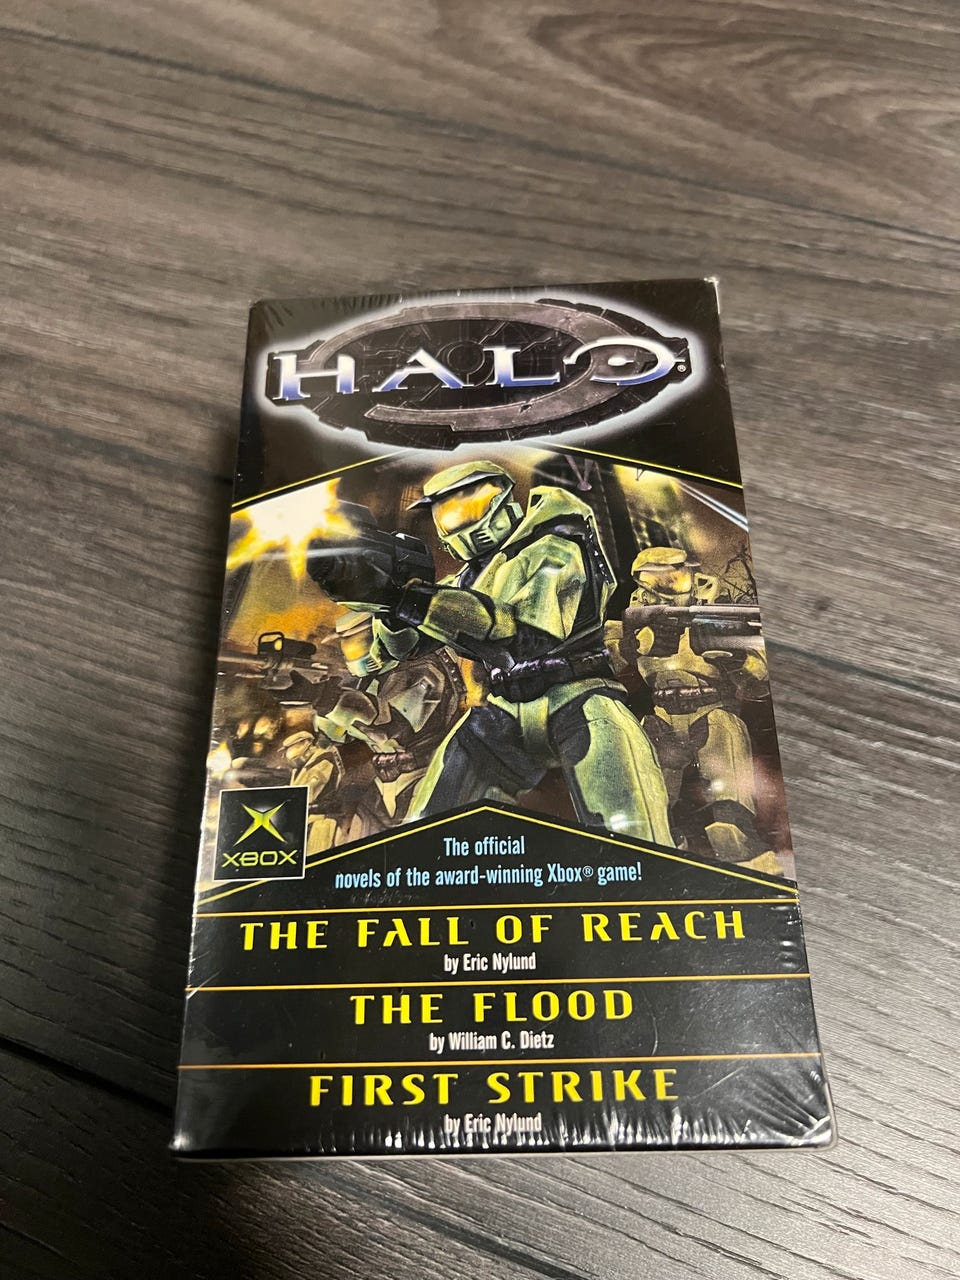 HALO®
XBOX
The official
novels of the award-winning Xbox® game!
THE FALL OF REACH
by Eric Nylund
THE FLOOD
by William C. Dietz
FIRST STRIKE
by Eric Nylund